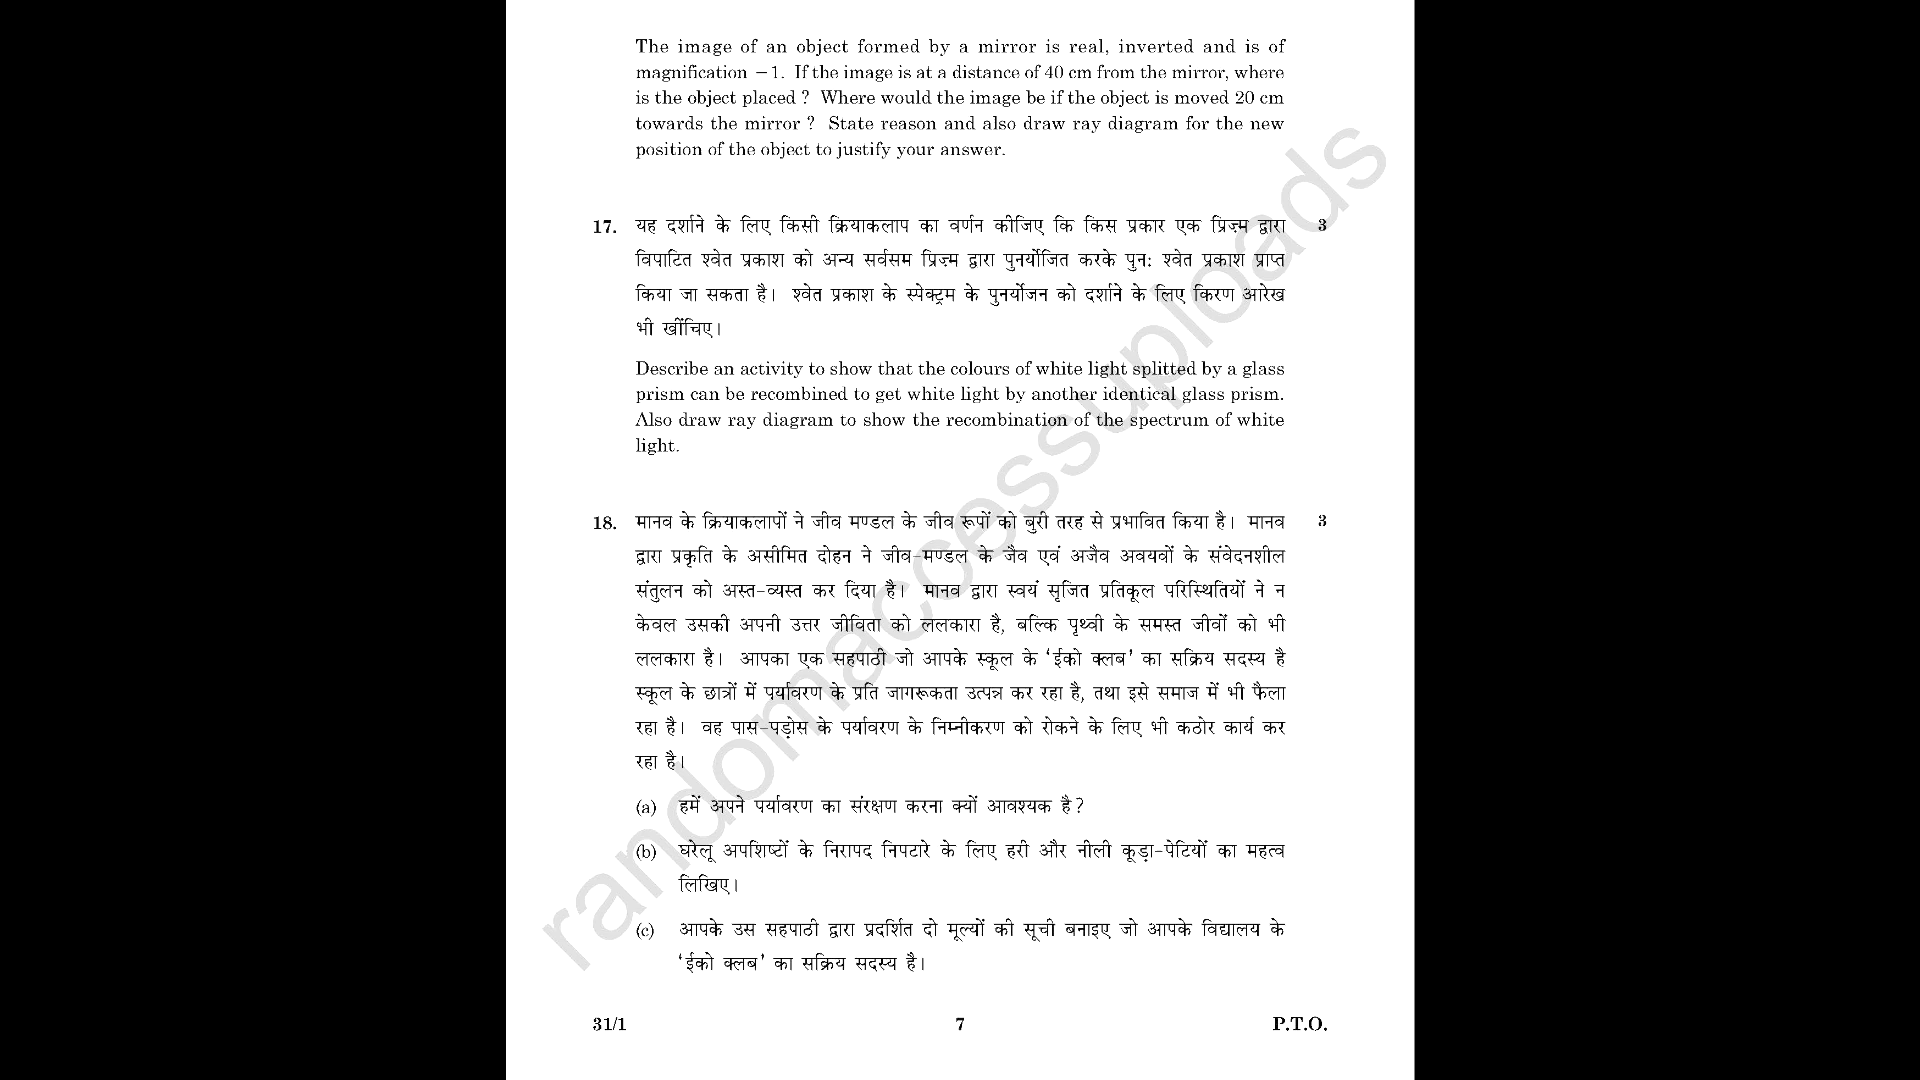 The image of an object formed by a mirror is real, inverted and is of
magnification −1. If the image is at a distance of 40 cm from the mirror, where
is the object placed ? Where would the image be if the object is moved 20 cm
towards the mirror ? State reason and also draw ray diagram for the new
position of the object to justify your answer.
17. यह दर्शाने के लिए किसी क्रियाकलाप का वर्णन कीजिए कि किस प्रकार एक प्रिज़्म द्वारा 3
विपाटित श्वेत प्रकाश को अन्य सर्वसम प्रिज़्म द्वारा पुनर्योजित करके पुन: श्वेत प्रकाश प्राप्त
किया जा सकता है। श्वेत प्रकाश के स्पेक्ट्रम के पुनर्योजन को दर्शाने के लिए किरण आरेख
भी खींचिए।
Describe an activity to show that the colours of white light splitted by a glass
prism can be recombined to get white light by another identical glass prism.
Also draw ray diagram to show the recombination of the spectrum of white
light.
18. मानव के क्रियाकलापों ने जीव मण्डल के जीव रूपों को बुरी तरह से प्रभावित किया है। मानव 3
द्वारा प्रकृति के असीमित दोहन ने जीव-मण्डल के जैव एवं अजैव अवयवों के संवेदनशील
संतुलन को अस्त-व्यस्त कर दिया है। मानव द्वारा स्वयं सृजित प्रतिकूल परिस्थितियों ने न
केवल उसकी अपनी उत्तर जीविता को ललकारा है, बल्कि पृथ्वी के समस्त जीवों को भी
ललकारा है। आपका एक सहपाठी जो आपके स्कूल के ‘ईको क्लब’ का सक्रिय सदस्य है
स्कूल के छात्रों में पर्यावरण के प्रति जागरूकता उत्पन्न कर रहा है, तथा इसे समाज में भी फैला
रहा है। वह पास-पड़ोस के पर्यावरण के निम्नीकरण को रोकने के लिए भी कठोर कार्य कर
रहा है।
(a) हमें अपने पर्यावरण का संरक्षण करना क्यों आवश्यक है ?
(b) घरेलू अपशिष्टों के निरापद निपटारे के लिए हरी और नीली कूड़ा-पेटियों का महत्व
लिखिए।
(c) आपके उस सहपाठी द्वारा प्रदर्शित दो मूल्यों की सूची बनाइए जो आपके विद्यालय के
‘ईको क्लब’ का सक्रिय सदस्य है।
31/1 7 P.T.O.
randomaccessuploads